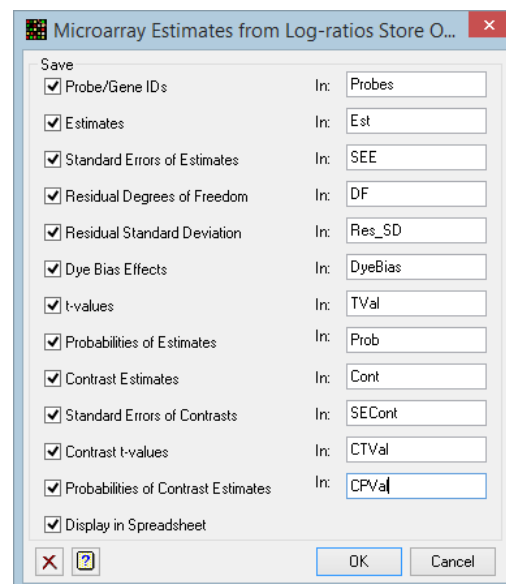 Microarray Estimates from Log-ratios Store O...
Save
Probe/Gene IDs In: Probes
Estimates In: Est
Standard Errors of Estimates In: SEE
Residual Degrees of Freedom In: DF
Residual Standard Deviation In: Res_SD
Dye Bias Effects In: DyeBias
t-values In: TVal
Probabilities of Estimates In: Prob
Contrast Estimates In: Cont
Standard Errors of Contrasts In: SECont
Contrast t-values In: CTVal
Probabilities of Contrast Estimates In: CPVal
Display in Spreadsheet
OK Cancel